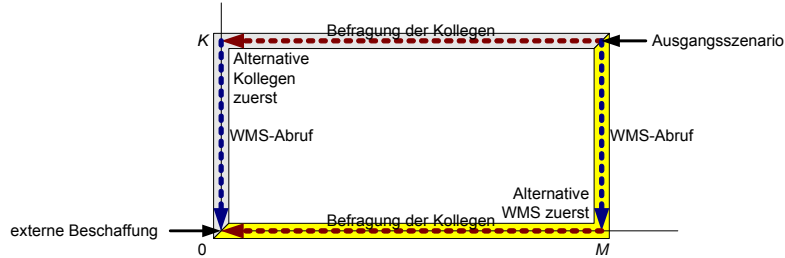 Befragung der Kollegen
K
Ausgangsszenario
Alternative
Kollegen
zuerst
WMS-Abruf
WMS-Abruf
Alternative
WMS zuerst
Befragung der Kollegen
externe Beschaffung
0
M